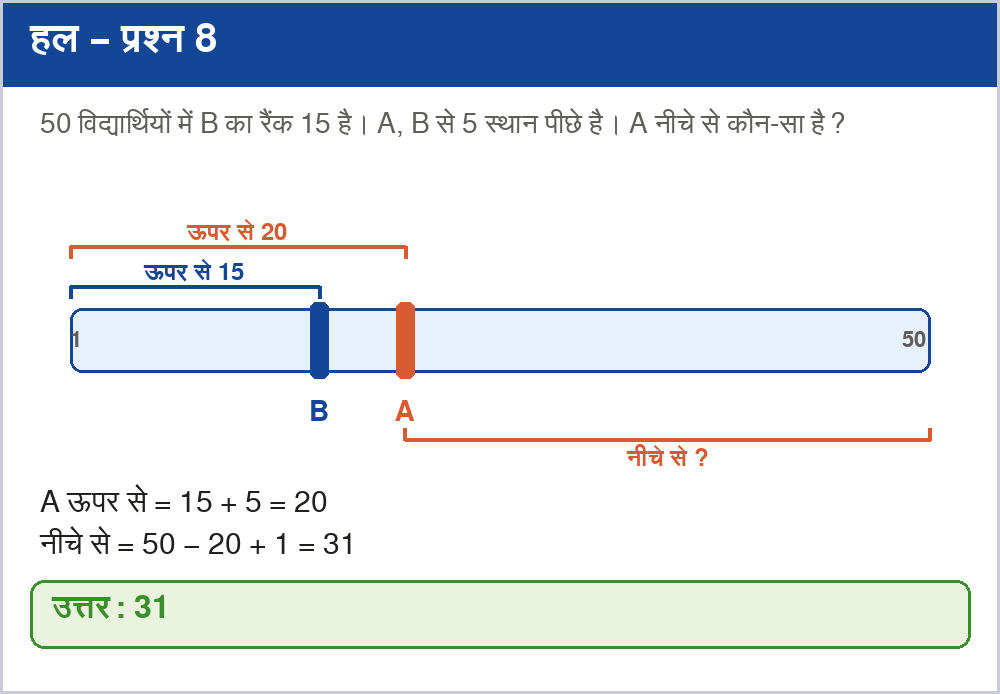 हल – प्रश्न 8
50 विद्यार्थियों में B का रैंक 15 है। A, B से 5 स्थान पीछे है। A नीचे से कौन-सा है ?
ऊपर से 20
ऊपर से 15
1
50
B
A
नीचे से ?
A ऊपर से = 15 + 5 = 20
नीचे से = 50 – 20 + 1 = 31
उत्तर : 31